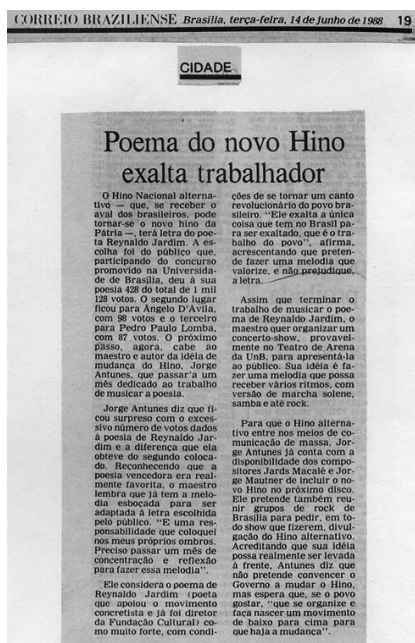 CORREIO BRAZILIENSE Brasília, terça-feira, 14 de junho de 1988 19
CIDADE
Poema do novo Hino
exalta trabalhador
O Hino Nacional alterna-
tivo — que, se receber o
aval dos brasileiros, pode
tornar-se o novo hino da
Pátria —, terá letra do poe-
ta Reynaldo Jardim. A es-
colha foi do público que,
participando do concurso
promovido na Universida-
de de Brasília, deu à sua
poesia 428 do total de 1 mil
128 votos. O segundo lugar
ficou para Angelo D'Ávila,
com 98 votos e o terceiro
para Pedro Paulo Lomba,
com 87 votos. O próximo
passo, agora, cabe ao
maestro e autor da idéia de
mudança do Hino, Jorge
Antunes, que passar'a um
mês dedicado ao trabalho
de musicar a poesia.
Jorge Antunes diz que fi-
cou surpreso com o exces-
sivo número de votos dados
à poesia de Reynaldo Jar-
dim e a diferença que ela
obteve do segundo coloca-
do. Reconhecendo que a
poesia vencedora era real-
mente favorita, o maestro
lembra que já tem a melo-
dia esboçada para ser
adaptada à letra escolhida
pelo público. "E uma res-
ponsabilidade que coloquei
nos meus próprios ombros.
Preciso passar um mês de
concentração e reflexão
para fazer essa melodia".
Ele considera o poema de
Reynaldo Jardim (poeta
que apoiou o movimento
concretista e já foi diretor
da Fundação Cultural) co-
mo muito forte, com condi-
ções de se tornar um canto
revolucionário do povo bra-
sileiro. "Ele exalta a única
coisa que tem no Brasil pa-
ra ser exaltado, que é o tra-
balho do povo", afirma,
acrescentando que preten-
de fazer uma melodia que
valorize, e não prejudique,
a letra.
Assim que terminar o
trabalho de musicar o poe-
ma de Reynaldo Jardim, o
maestro quer organizar um
concerto-show, provavel-
mente no Teatro de Arena
da UnB, para apresentá-la
ao público. Sua idéia é fa-
zer uma melodia que possa
receber vários ritmos, com
versão de marcha solene,
samba e até rock.
Para que o Hino alterna-
tivo entre nos meios de co-
municação de massa, Jor-
ge Antunes já conta com a
disponibilidade dos compo-
sitores Jards Macalé e Jor-
ge Mautner de incluir o no-
vo Hino no próximo disco.
Ele pretende também reu-
nir grupos de rock de
Brasília para pedir, em to-
do show que fizerem, divul-
gação do Hino alternativo.
Acreditando que sua idéia
possa realmente ser levada
à frente, Antunes diz que
não pretende convencer o
Governo a mudar o Hino,
mas espera que, se o povo
gostar, "que se organize e
faça nascer um movimento
de baixo para cima para
que haja a mudança".